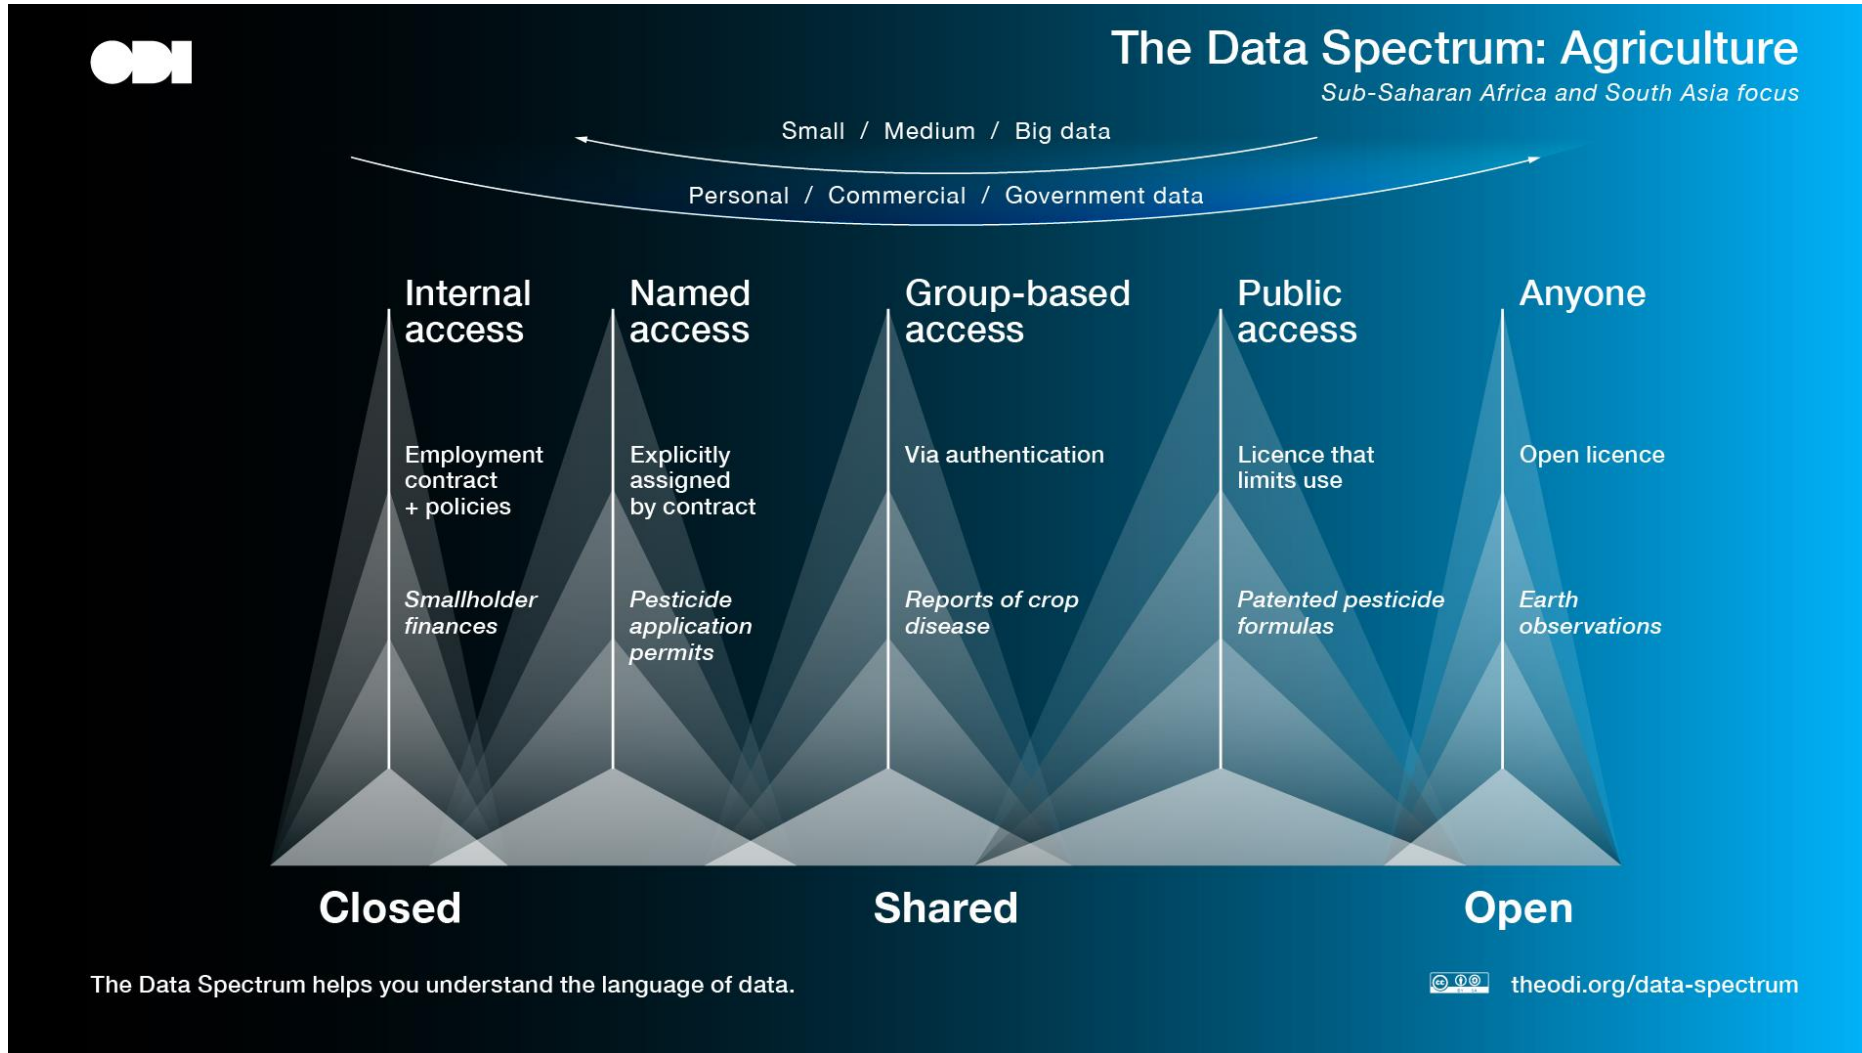 ODI
The Data Spectrum: Agriculture
Sub-Saharan Africa and South Asia focus
Small / Medium / Big data
Personal / Commercial / Government data
Internal
access
Named
access
Group-based
access
Public
access
Anyone
Employment
contract
+ policies
Explicitly
assigned
by contract
Via authentication
Licence that
limits use
Open licence
Smallholder
finances
Pesticide
application
permits
Reports of crop
disease
Patented pesticide
formulas
Earth
observations
Closed
Shared
Open
The Data Spectrum helps you understand the language of data.
cc
theodi.org/data-spectrum